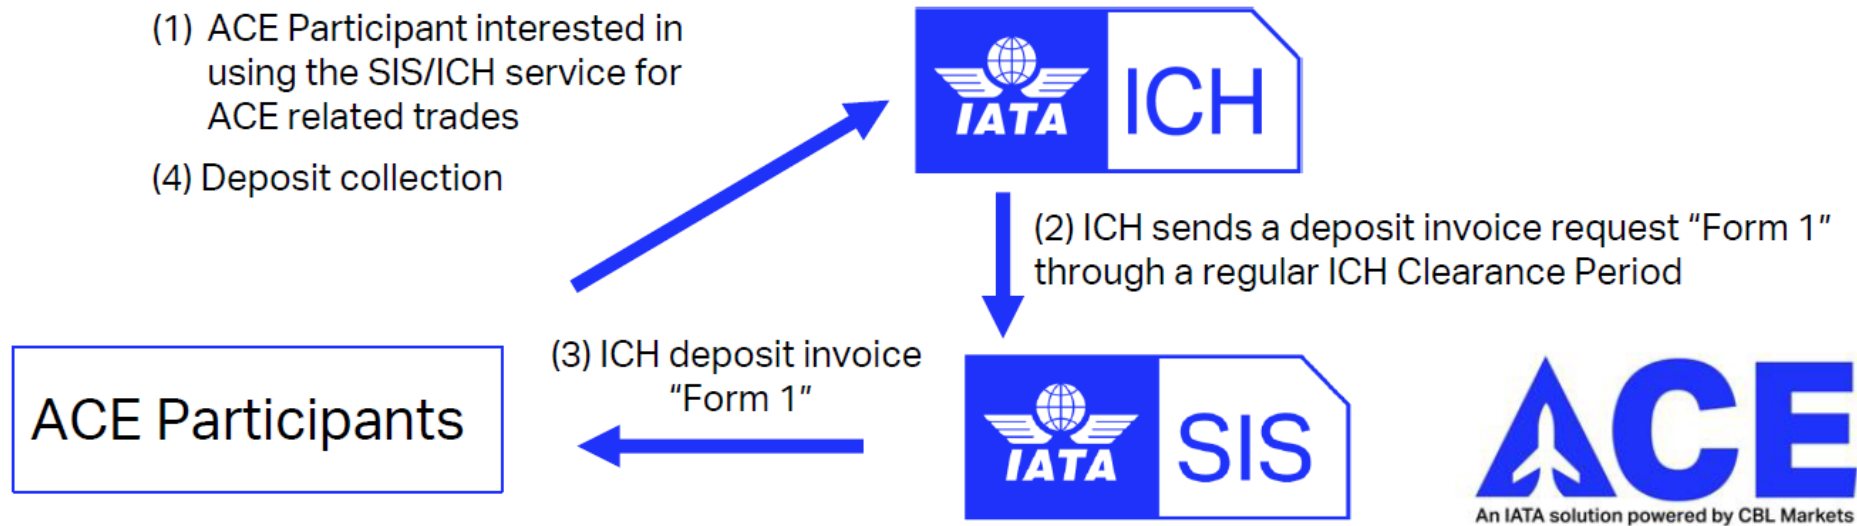 (1) ACE Participant interested in
using the SIS/ICH service for
ACE related trades
(4) Deposit collection
IATA
ICH
(2) ICH sends a deposit invoice request “Form 1”
through a regular ICH Clearance Period
(3) ICH deposit invoice
“Form 1”
ACE Participants
IATA
SIS
ACE
An IATA solution powered by CBL Markets